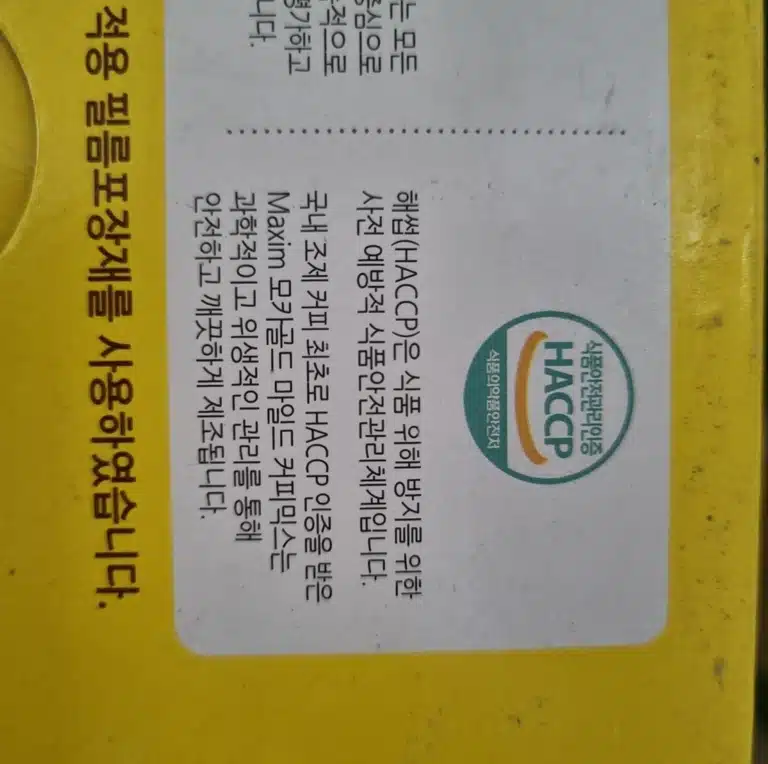 는 모든
중심으로
적으로
평가하고
니다.
식품안전관리인증
HACCP
식품의약품안전처
해썹(HACCP)은 식품 위해 방지를 위한
사전 예방적 식품안전관리체계입니다.
국내 조제 커피 최초로 HACCP 인증을 받은
Maxim 모카골드 마일드 커피믹스는
과학적이고 위생적인 관리를 통해
안전하고 깨끗하게 제조됩니다.
적용 필름포장재를 사용하였습니다.